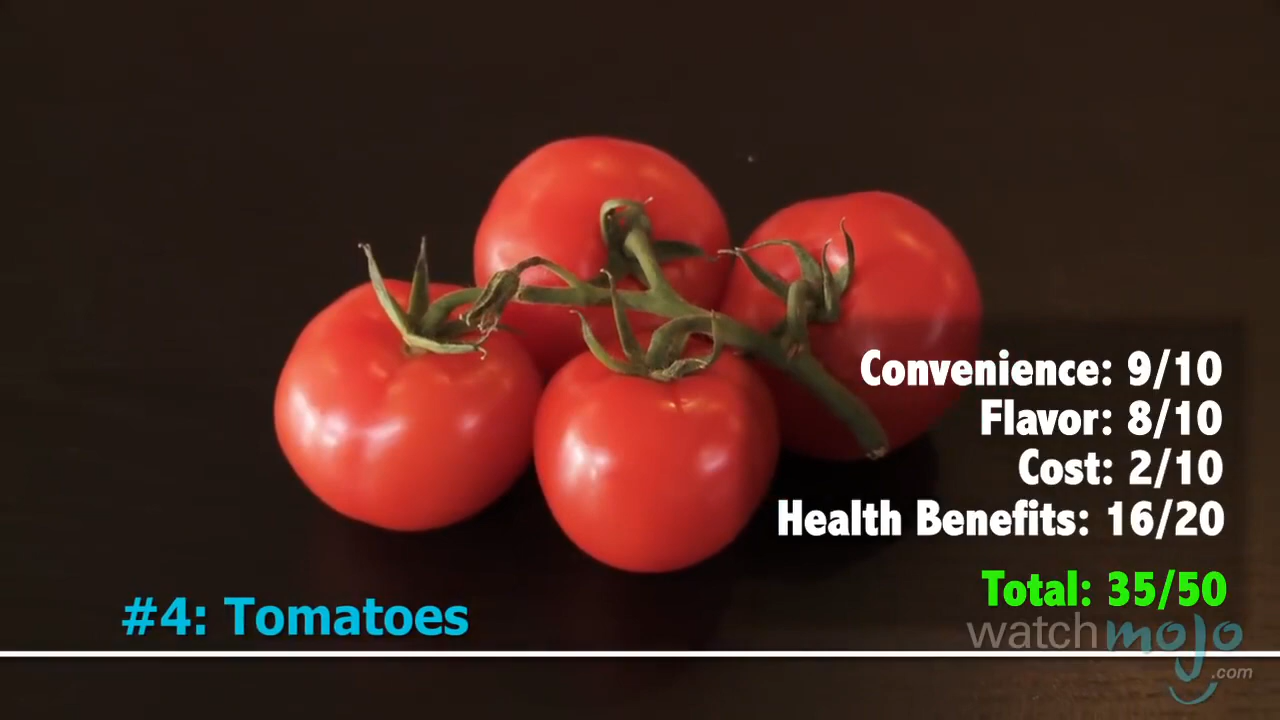 Convenience: 9/10
Flavor: 8/10
Cost: 2/10
Health Benefits: 16/20
Total: 35/50
#4: Tomatoes
watchmojo
.com